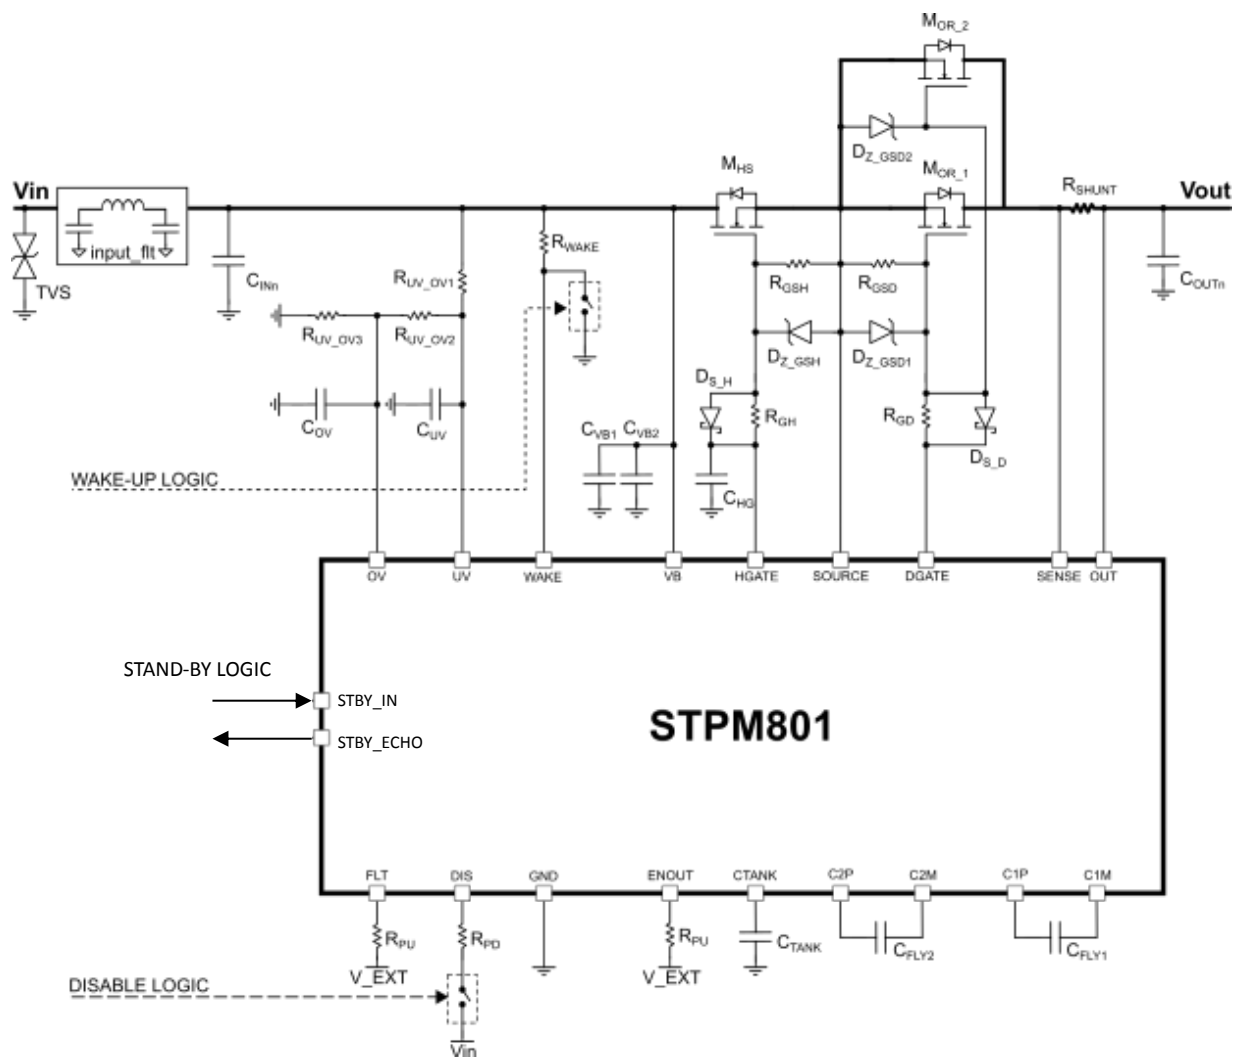 M_OR_2
D_Z_GSD2
M_HS
M_OR_1
R_SHUNT
Vin
Vout
input_flt
TVS
C_INn
R_WAKE
R_UV_OV1
R_UV_OV3
R_UV_OV2
R_GSH
R_GSD
C_OUTn
D_Z_GSH
D_Z_GSD1
D_S_H
R_GH
R_GD
D_S_D
C_OV
C_UV
C_VB1
C_VB2
C_HG
WAKE-UP LOGIC
OV
UV
WAKE
VB
HGATE
SOURCE
DGATE
SENSE
OUT
STAND-BY LOGIC
STBY_IN
STBY_ECHO
STPM801
FLT
DIS
GND
ENOUT
CTANK
C2P
C2M
C1P
C1M
R_PU
R_PD
R_PU
C_TANK
C_FLY2
C_FLY1
V_EXT
V_EXT
DISABLE LOGIC
Vin